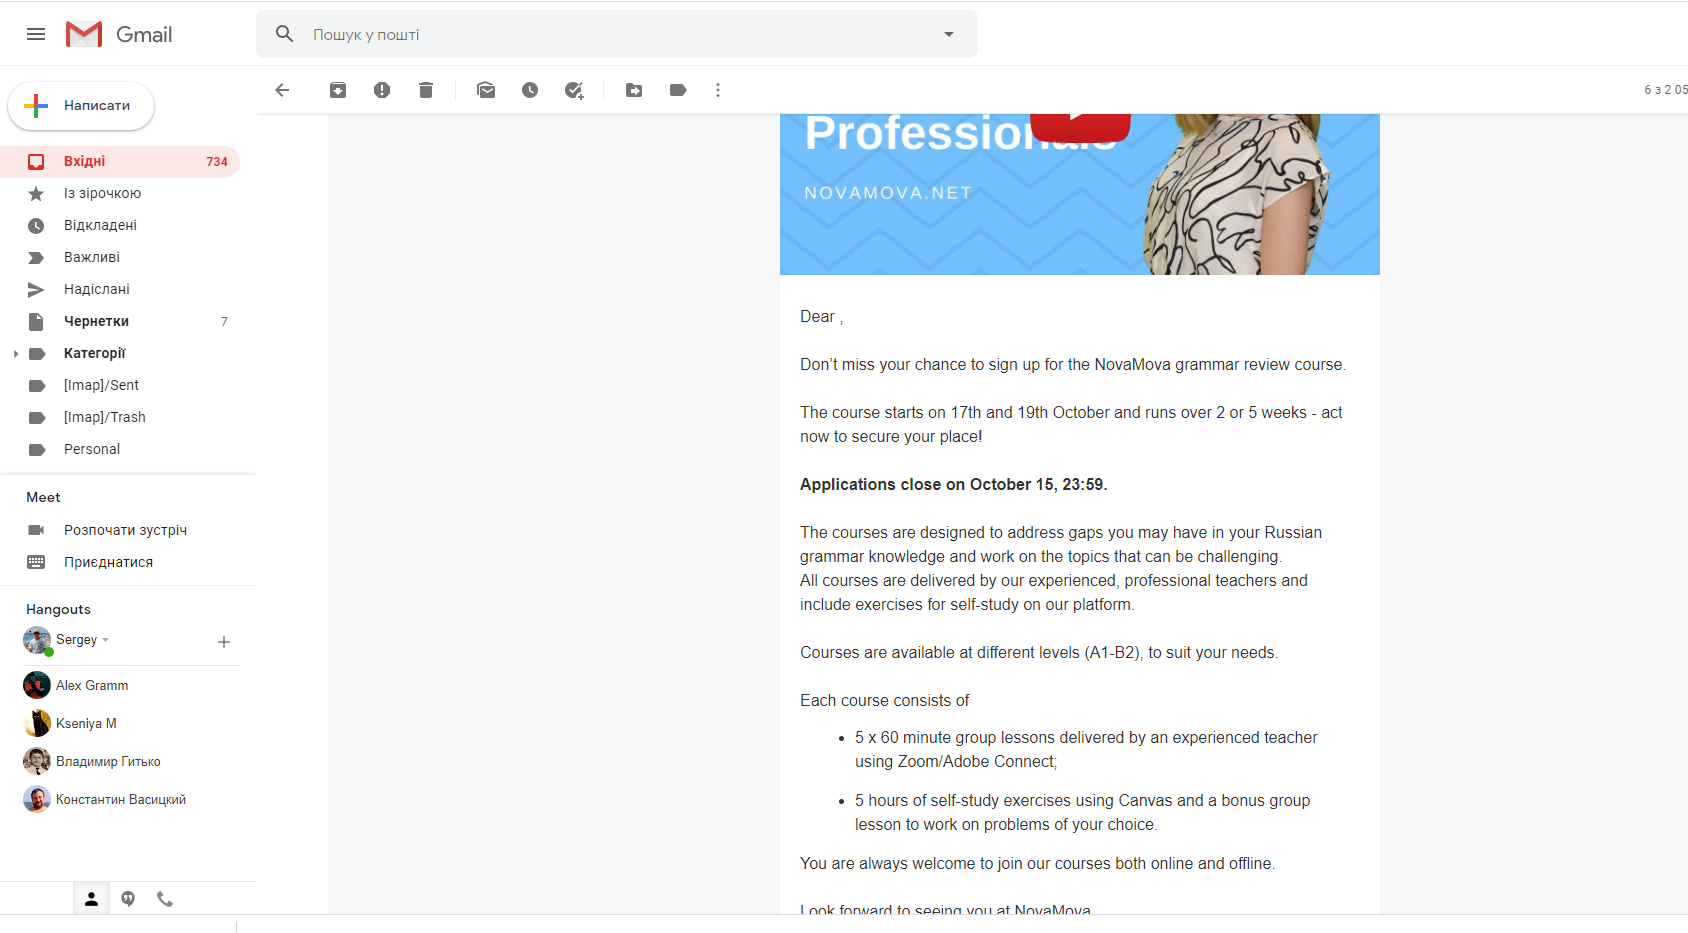 Gmail
Пошук у пошті
Написати
6 з 2 05
Вхідні 734
Із зірочкою
Відкладені
Важливі
Надіслані
Чернетки 7
Категорії
[Imap]/Sent
[Imap]/Trash
Personal
Meet
Розпочати зустріч
Приєднатися
Hangouts
Sergey
Alex Gramm
Kseniya M
Владимир Гитько
Константин Васицкий
Professionals
NOVAMOVA.NET
Dear ,
Don’t miss your chance to sign up for the NovaMova grammar review course.
The course starts on 17th and 19th October and runs over 2 or 5 weeks - act
now to secure your place!
Applications close on October 15, 23:59.
The courses are designed to address gaps you may have in your Russian
grammar knowledge and work on the topics that can be challenging.
All courses are delivered by our experienced, professional teachers and
include exercises for self-study on our platform.
Courses are available at different levels (A1-B2), to suit your needs.
Each course consists of
• 5 x 60 minute group lessons delivered by an experienced teacher
using Zoom/Adobe Connect;
• 5 hours of self-study exercises using Canvas and a bonus group
lesson to work on problems of your choice.
You are always welcome to join our courses both online and offline.
Look forward to seeing you at NovaMova